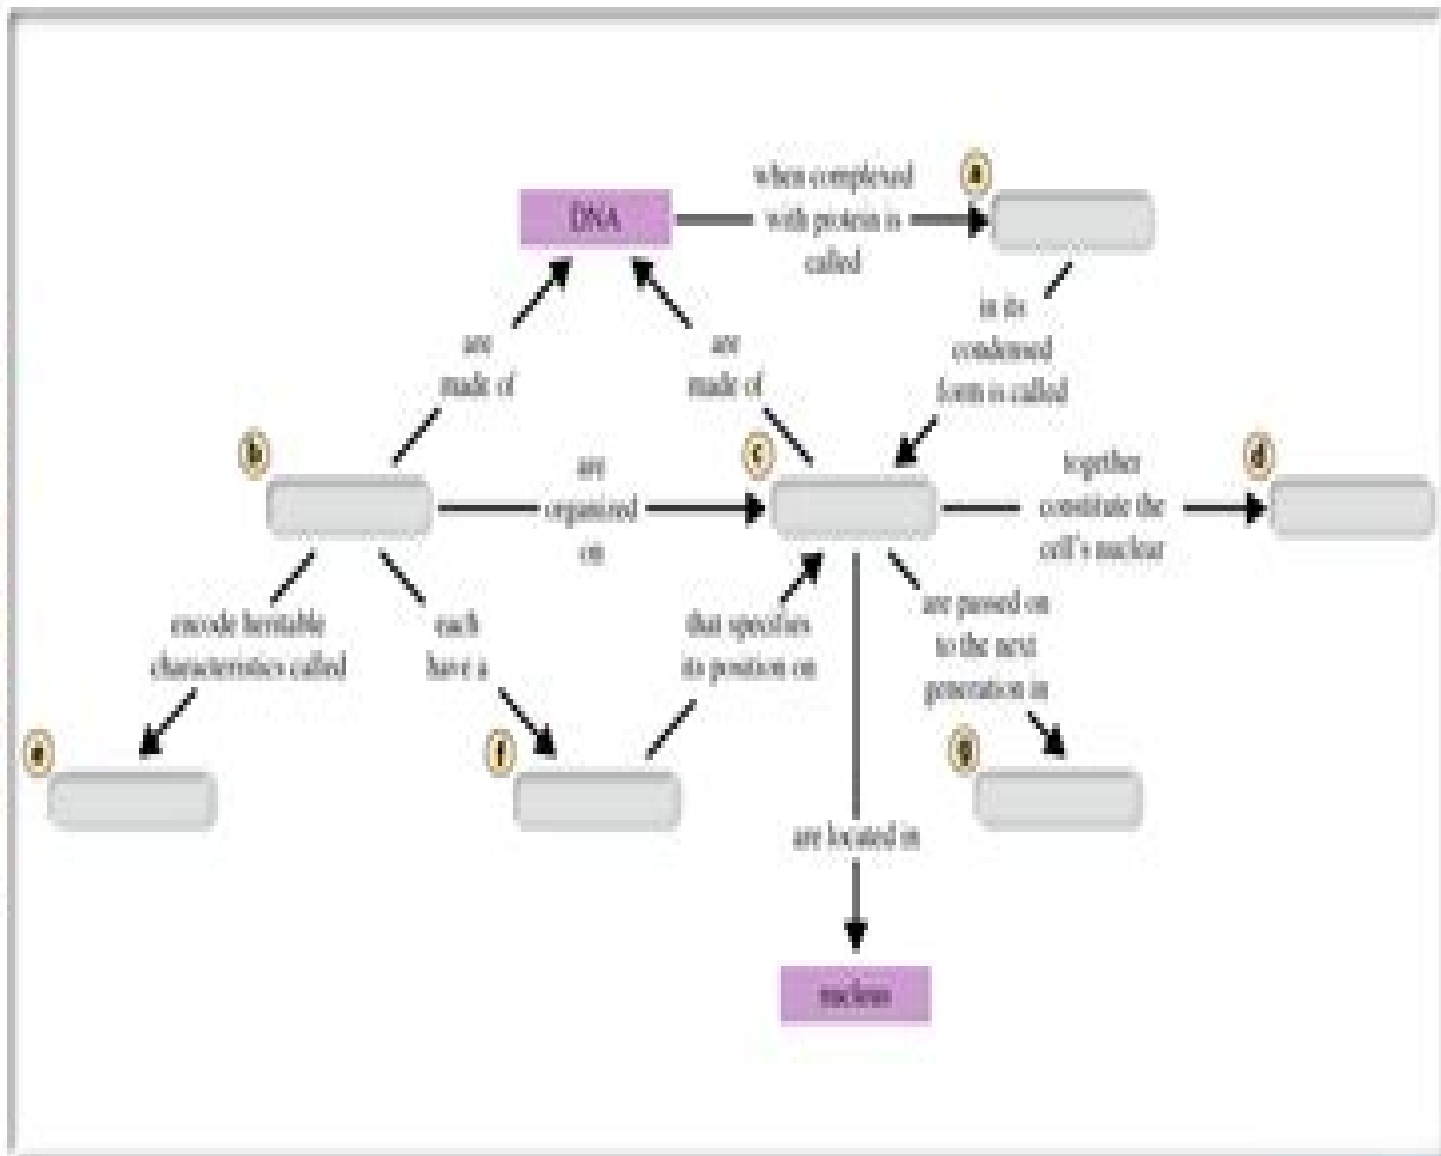 when complexed
a
DNA
with protein is
called
in its
are
are
condensed
made of
made of
form is called
b
are
c
together
d
organized
constitute the
on
cell's nuclear
encode heritable
each
that specifies
are passed on
characteristics called
have a
its position on
to the next
generation in
e
f
g
are located in
nucleus